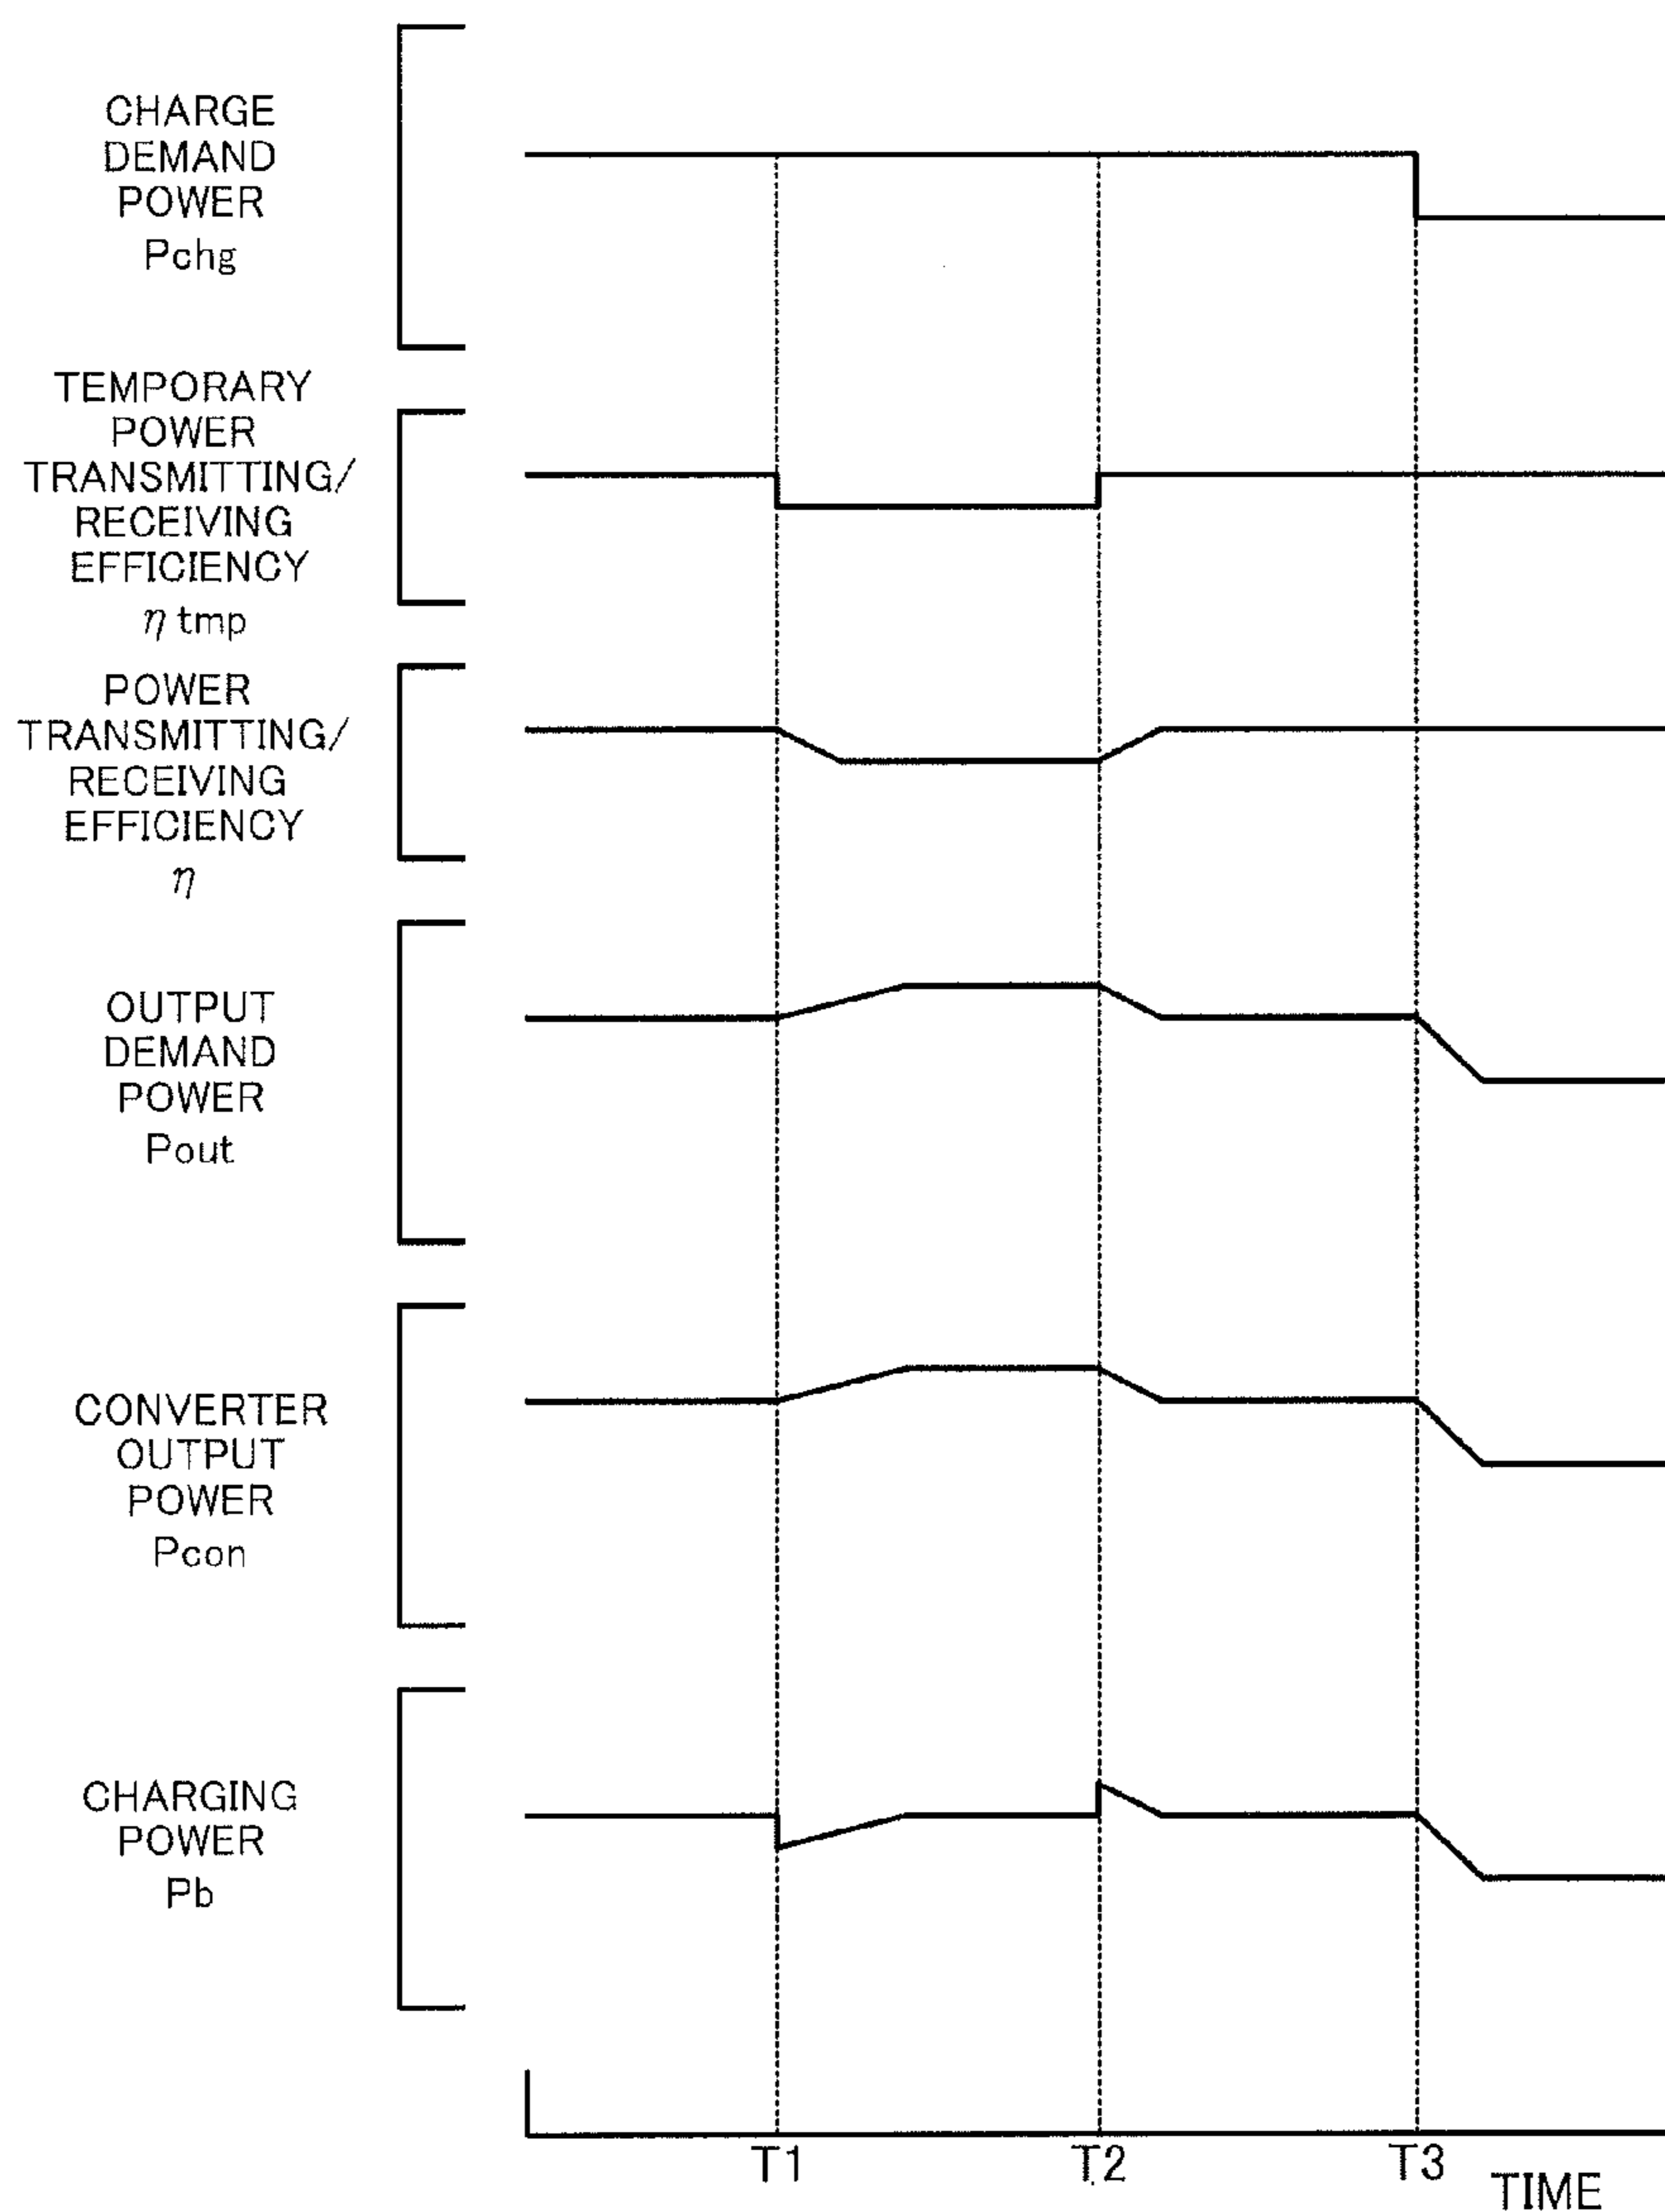 CHARGE
DEMAND
POWER
Pchg
TEMPORARY
POWER
TRANSMITTING/
RECEIVING
EFFICIENCY
η tmp
POWER
TRANSMITTING/
RECEIVING
EFFICIENCY
η
OUTPUT
DEMAND
POWER
Pout
CONVERTER
OUTPUT
POWER
Pcon
CHARGING
POWER
Pb
T1 T2 T3
TIME